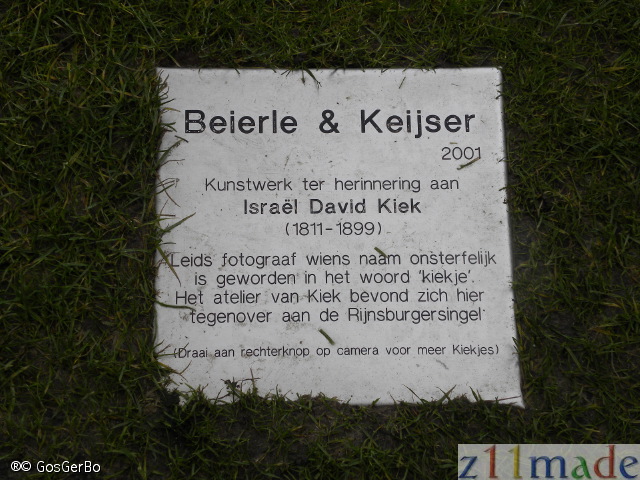 Beierle & Keijser
2001
Kunstwerk ter herinnering aan
Israël David Kiek
(1811-1899)
Leids fotograaf wiens naam onsterfelijk
is geworden in het woord 'kiekje'.
Het atelier van Kiek bevond zich hier
tegenover aan de Rijnsburgersingel
(Draai aan rechterknop op camera voor meer Kiekjes)
®© GosGerBo
z11made